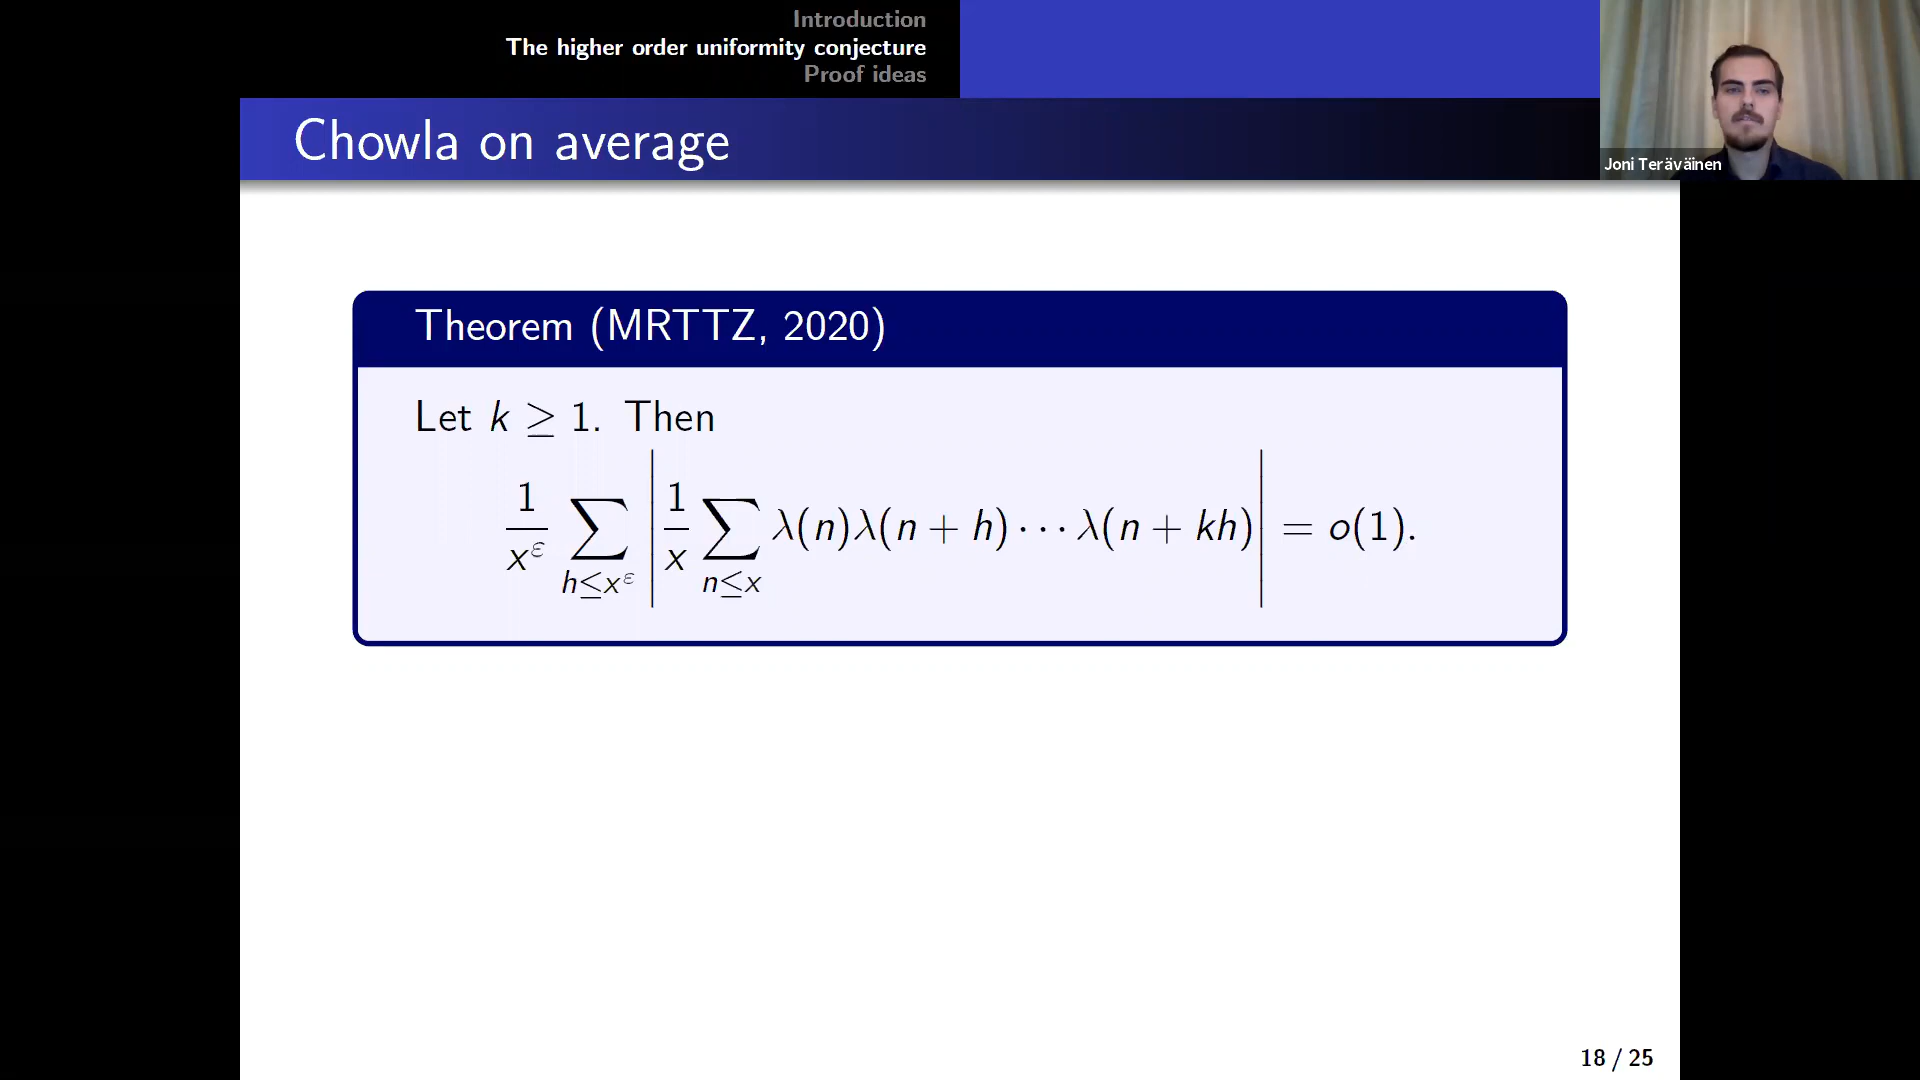 Introduction
The higher order uniformity conjecture
Proof ideas
Chowla on average
Joni Teräväinen
Theorem (MRTTZ, 2020)
Let k ≥ 1. Then
1/x^ε ∑_{h≤x^ε} | 1/x ∑_{n≤x} λ(n)λ(n + h) · · · λ(n + kh) | = o(1).
18 / 25